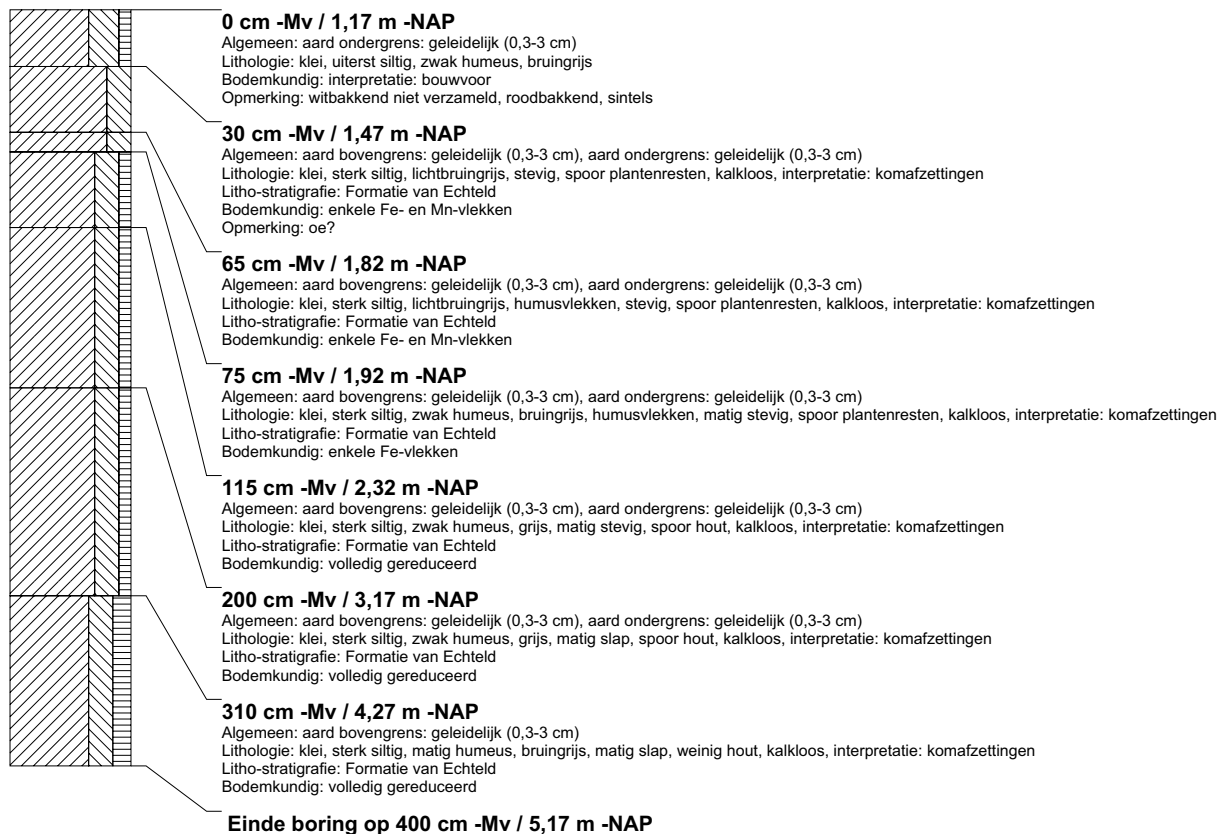 0 cm -Mv / 1,17 m -NAP
Algemeen: aard ondergrens: geleidelijk (0,3-3 cm)
Lithologie: klei, uiterst siltig, zwak humeus, bruingrijs
Bodemkundig: interpretatie: bouwvoor
Opmerking: witbakkend niet verzameld, roodbakkend, sintels
30 cm -Mv / 1,47 m -NAP
Algemeen: aard bovengrens: geleidelijk (0,3-3 cm), aard ondergrens: geleidelijk (0,3-3 cm)
Lithologie: klei, sterk siltig, lichtbruingrijs, stevig, spoor plantenresten, kalkloos, interpretatie: komafzettingen
Litho-stratigrafie: Formatie van Echteld
Bodemkundig: enkele Fe- en Mn-vlekken
Opmerking: oe?
65 cm -Mv / 1,82 m -NAP
Algemeen: aard bovengrens: geleidelijk (0,3-3 cm), aard ondergrens: geleidelijk (0,3-3 cm)
Lithologie: klei, sterk siltig, lichtbruingrijs, humusvlekken, stevig, spoor plantenresten, kalkloos, interpretatie: komafzettingen
Litho-stratigrafie: Formatie van Echteld
Bodemkundig: enkele Fe- en Mn-vlekken
75 cm -Mv / 1,92 m -NAP
Algemeen: aard bovengrens: geleidelijk (0,3-3 cm), aard ondergrens: geleidelijk (0,3-3 cm)
Lithologie: klei, sterk siltig, zwak humeus, bruingrijs, humusvlekken, matig stevig, spoor plantenresten, kalkloos, interpretatie: komafzettingen
Litho-stratigrafie: Formatie van Echteld
Bodemkundig: enkele Fe-vlekken
115 cm -Mv / 2,32 m -NAP
Algemeen: aard bovengrens: geleidelijk (0,3-3 cm), aard ondergrens: geleidelijk (0,3-3 cm)
Lithologie: klei, sterk siltig, zwak humeus, grijs, matig stevig, spoor hout, kalkloos, interpretatie: komafzettingen
Litho-stratigrafie: Formatie van Echteld
Bodemkundig: volledig gereduceerd
200 cm -Mv / 3,17 m -NAP
Algemeen: aard bovengrens: geleidelijk (0,3-3 cm), aard ondergrens: geleidelijk (0,3-3 cm)
Lithologie: klei, sterk siltig, zwak humeus, grijs, matig slap, spoor hout, kalkloos, interpretatie: komafzettingen
Litho-stratigrafie: Formatie van Echteld
Bodemkundig: volledig gereduceerd
310 cm -Mv / 4,27 m -NAP
Algemeen: aard bovengrens: geleidelijk (0,3-3 cm)
Lithologie: klei, sterk siltig, matig humeus, bruingrijs, matig slap, weinig hout, kalkloos, interpretatie: komafzettingen
Litho-stratigrafie: Formatie van Echteld
Bodemkundig: volledig gereduceerd
Einde boring op 400 cm -Mv / 5,17 m -NAP